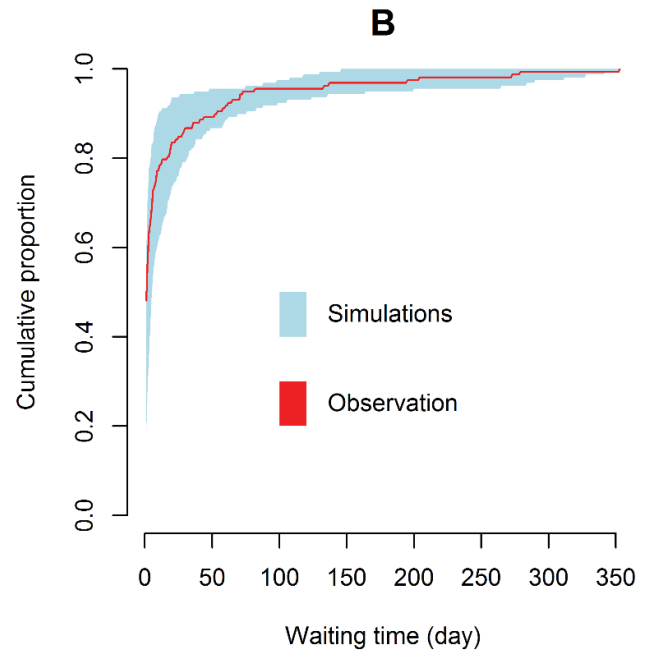 B
Cumulative proportion
1.0
0.8
0.6
0.4
0.2
0.0
Simulations
Observation
0 50 100 150 200 250 300 350
Waiting time (day)